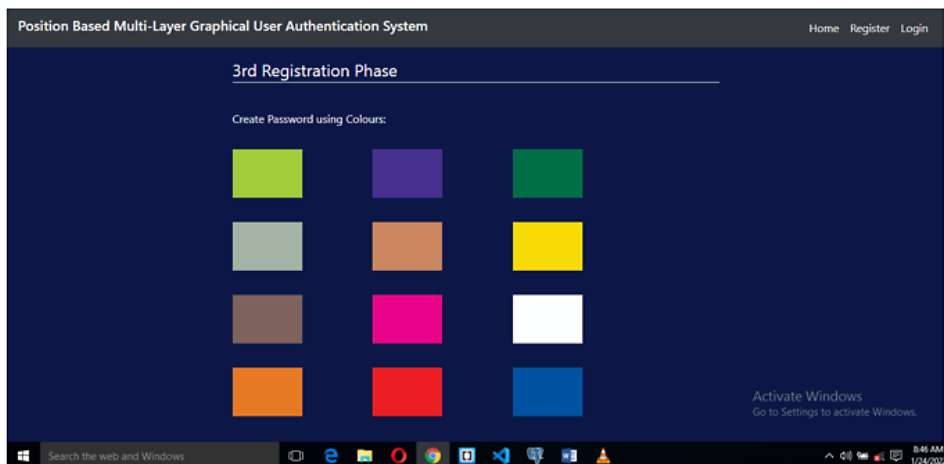 Position Based Multi-Layer Graphical User Authentication System
Home Register Login
3rd Registration Phase
Create Password using Colours:
Activate Windows
Go to Settings to activate Windows.
Search the web and Windows
8:46 AM